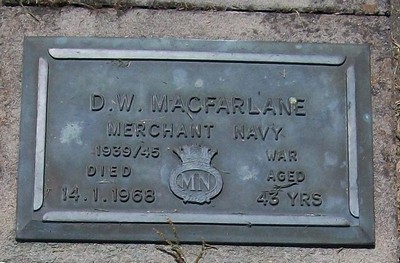 D.W. MACFARLANE
MERCHANT NAVY
1939/45 WAR
DIED AGED
MN
14.1.1968 43 YRS